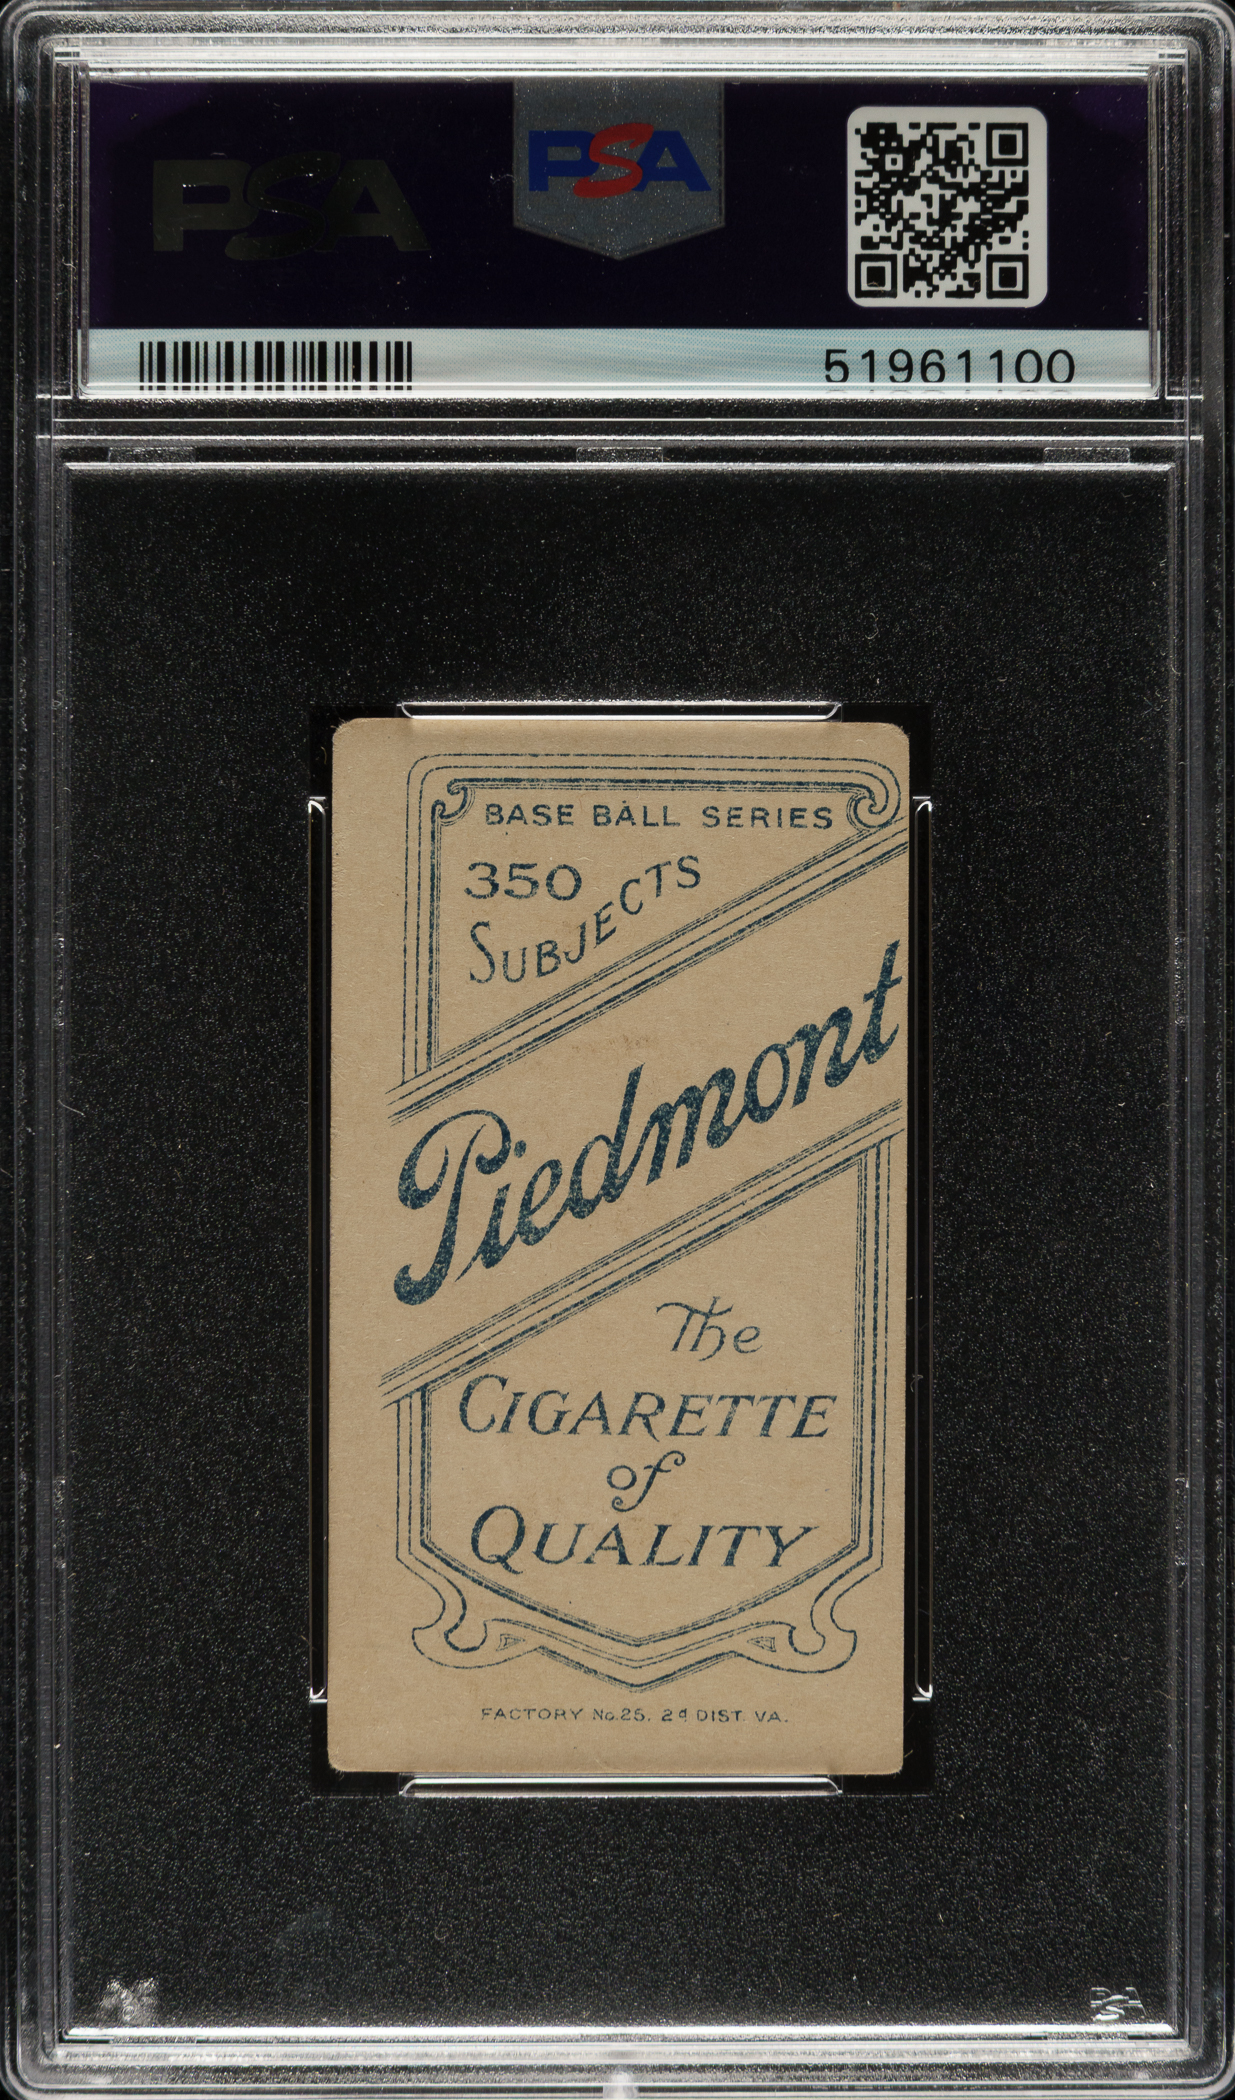 PSA
PSA
51961100
BASE BALL SERIES
350
SUBJECTS
Piedmont
The
CIGARETTE
of
QUALITY
FACTORY No. 25. 2d DIST. VA.
PSA